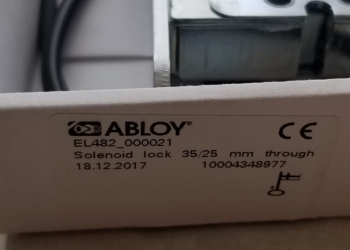 ABLOY®
CE
EL482_000021
Solenoid lock 35/25 mm through
18.12.2017 10004348977